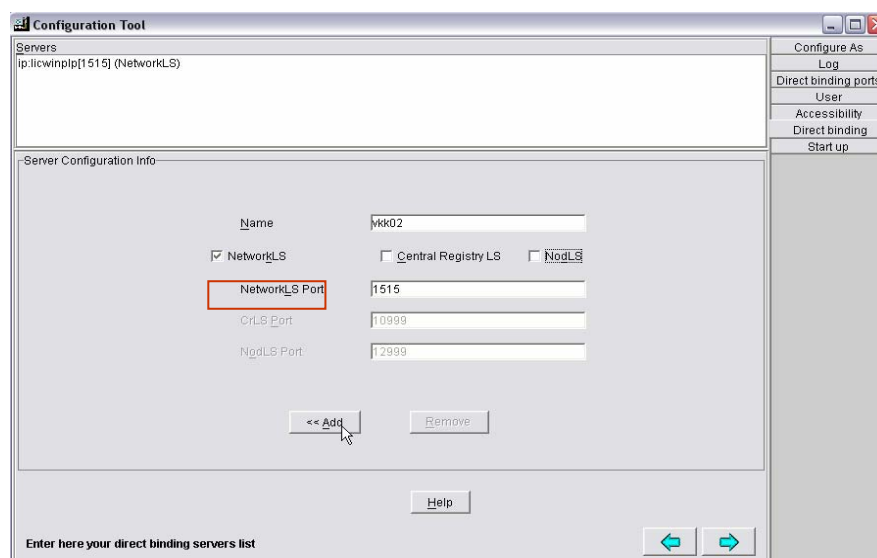 Configuration Tool
Servers
ip:licwinplp[1515] (NetworkLS)
Configure As
Log
Direct binding ports
User
Accessibility
Direct binding
Start up
Server Configuration Info
Name
vkk02
NetworkLS
Central Registry LS
NodLS
NetworkLS Port
1515
CrLS Port
10999
NodLS Port
12999
<< Add
Remove
Help
Enter here your direct binding servers list